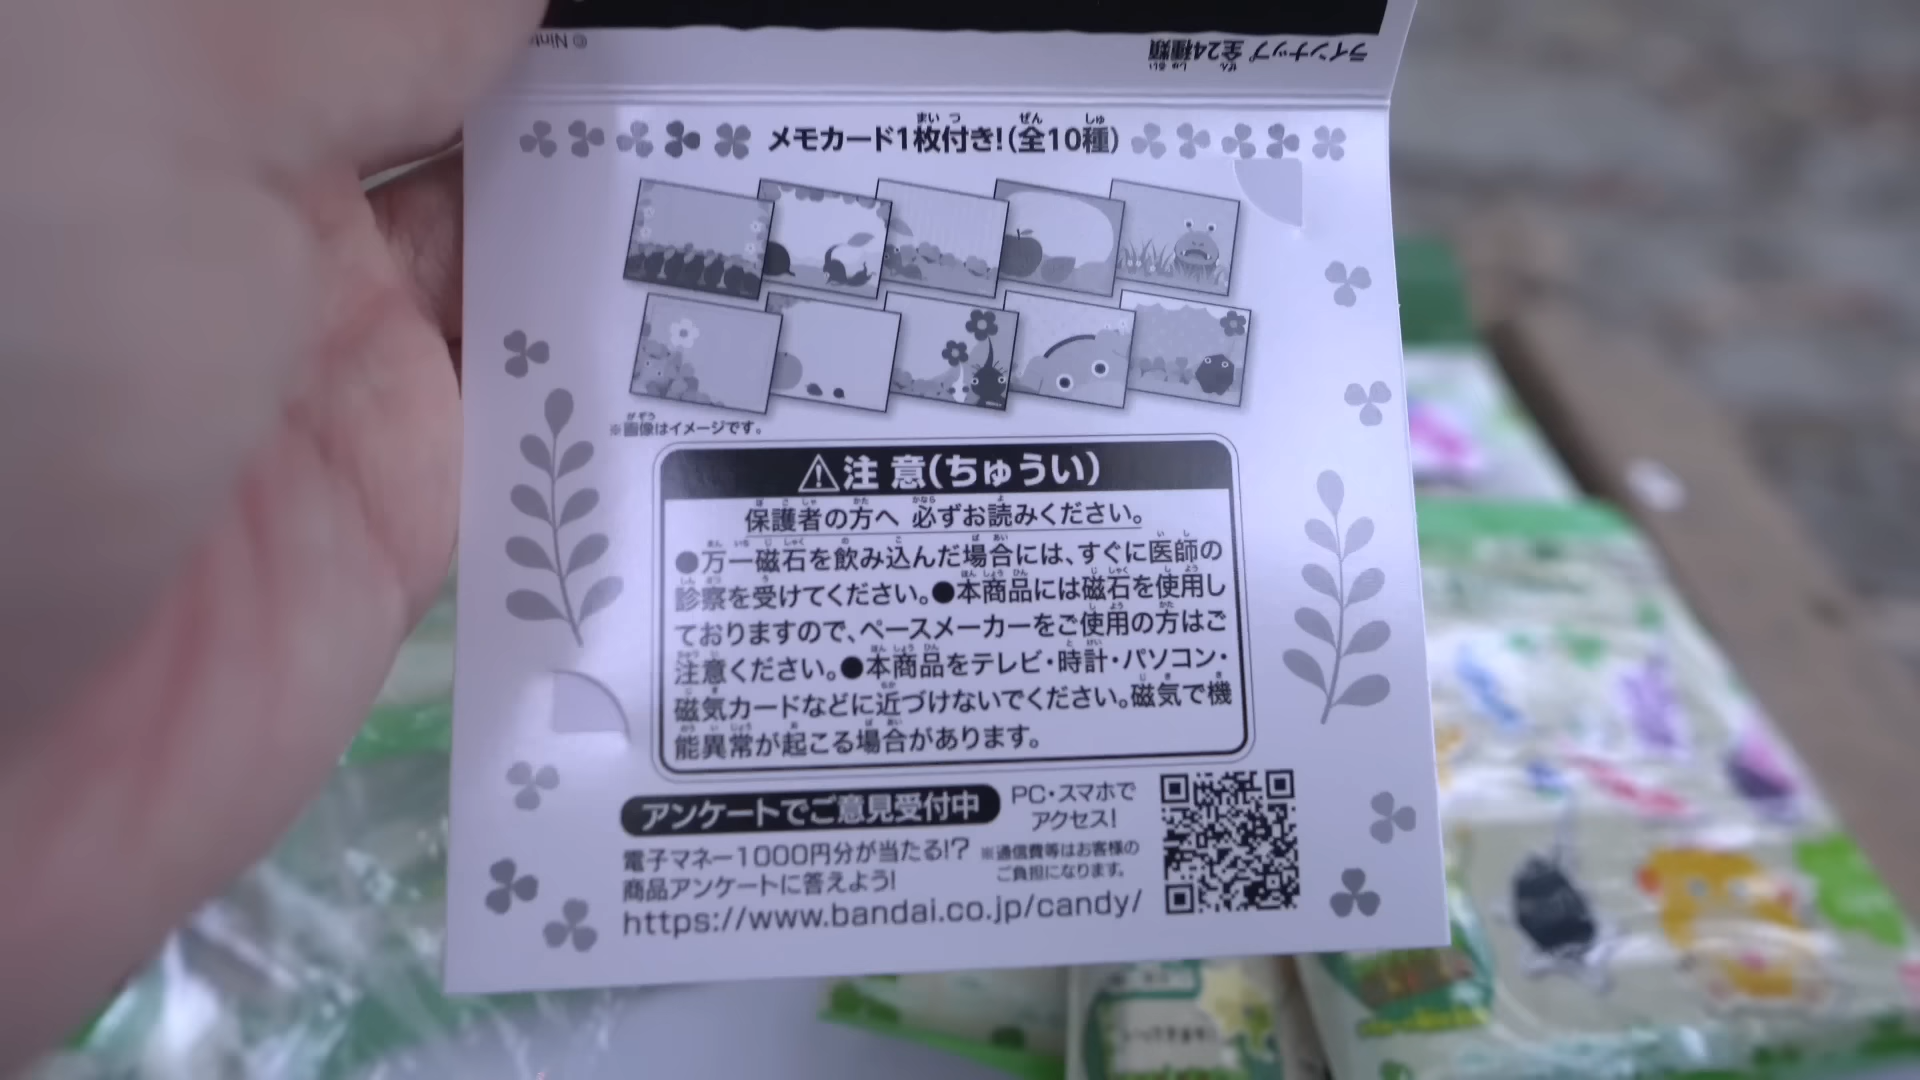 © Ninte
ラインナップ 全24種類
メモカード1枚付き!(全10種)
※画像はイメージです。
⚠注 意(ちゅうい)
保護者の方へ 必ずお読みください。
●万一磁石を飲み込んだ場合には、すぐに医師の
診察を受けてください。●本商品には磁石を使用し
ておりますので、ペースメーカーをご使用の方はご
注意ください。●本商品をテレビ・時計・パソコン・
磁気カードなどに近づけないでください。磁気で機
能異常が起こる場合があります。
アンケートでご意見受付中
PC・スマホで
アクセス!
電子マネー1000円分が当たる!?
商品アンケートに答えよう!
※通信費等はお客様の
ご負担になります。
https://www.bandai.co.jp/candy/